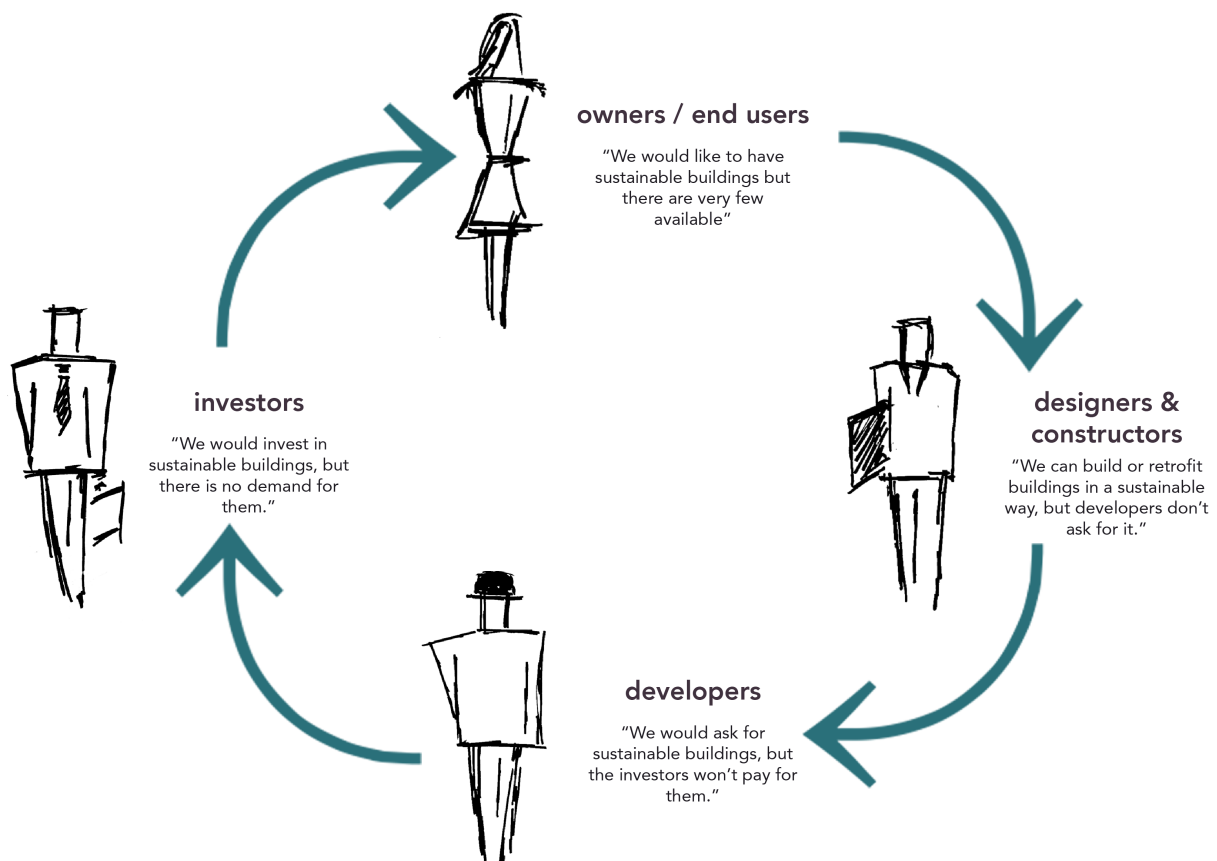 owners / end users
“We would like to have
sustainable buildings but
there are very few
available”
designers &
constructors
“We can build or retrofit
buildings in a sustainable
way, but developers don’t
ask for it.”
developers
“We would ask for
sustainable buildings, but
the investors won’t pay for
them.”
investors
“We would invest in
sustainable buildings, but
there is no demand for
them.”